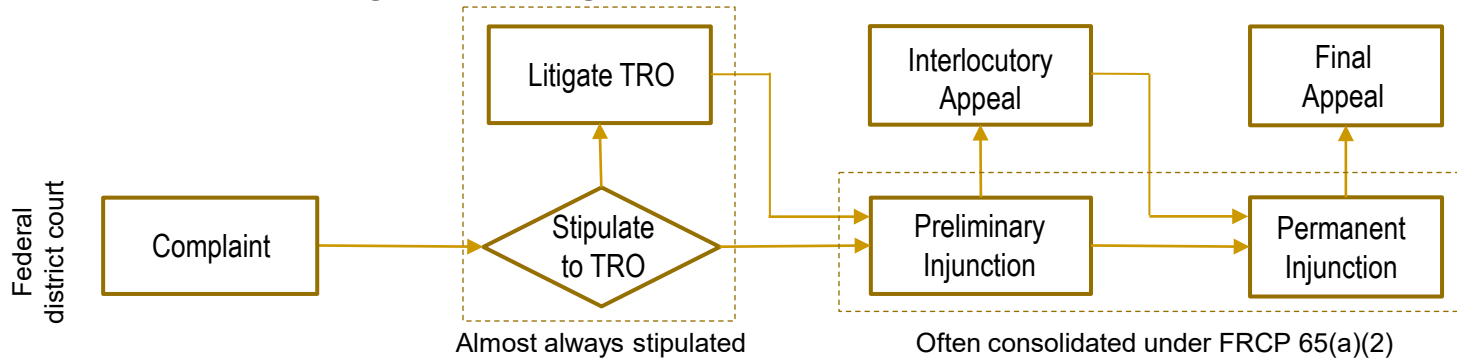 Litigate TRO
Interlocutory
Appeal
Final
Appeal
Federal
district court
Complaint
Stipulate
to TRO
Preliminary
Injunction
Permanent
Injunction
Almost always stipulated
Often consolidated under FRCP 65(a)(2)